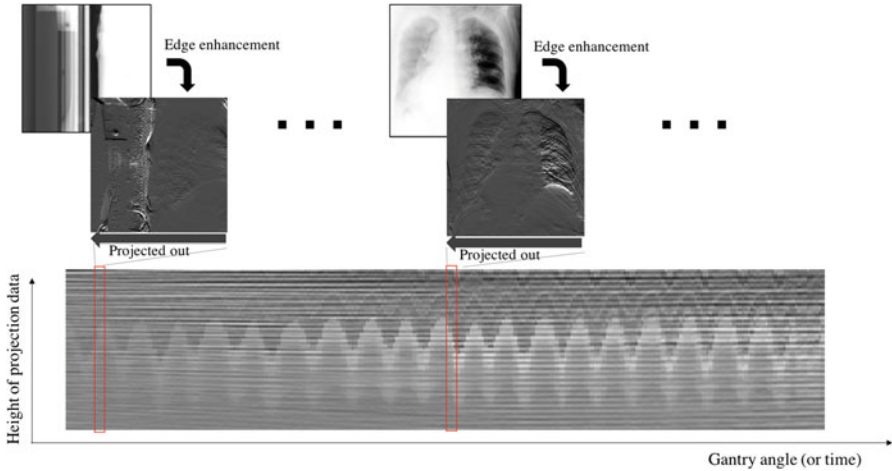 Edge enhancement
Edge enhancement
Projected out
Projected out
Height of projection data
Gantry angle (or time)